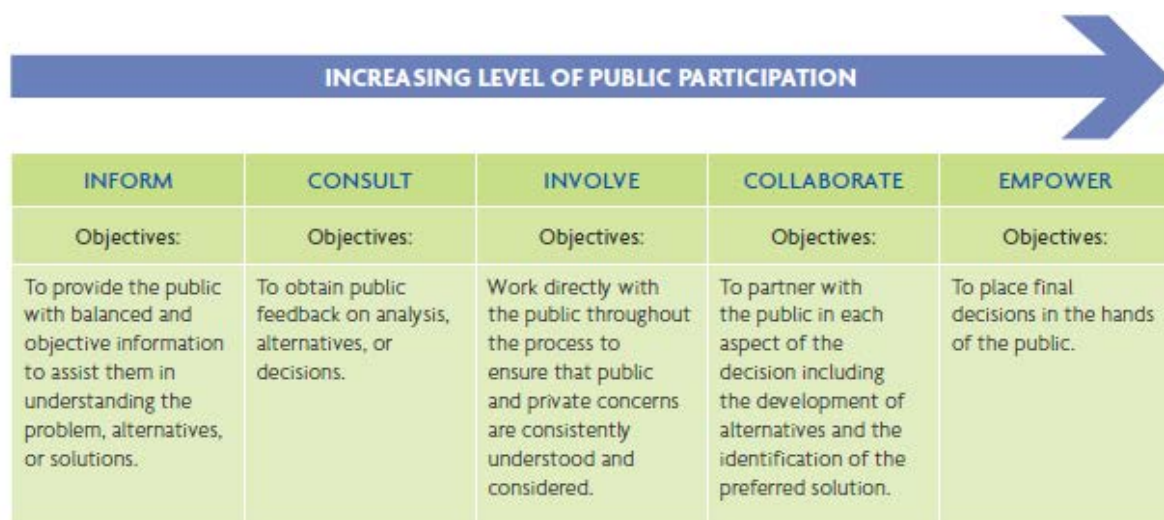 INCREASING LEVEL OF PUBLIC PARTICIPATION
INFORM
CONSULT
INVOLVE
COLLABORATE
EMPOWER
Objectives:
Objectives:
Objectives:
Objectives:
Objectives:
To provide the public
with balanced and
objective information
to assist them in
understanding the
problem, alternatives,
or solutions.
To obtain public
feedback on analysis,
alternatives, or
decisions.
Work directly with
the public throughout
the process to
ensure that public
and private concerns
are consistently
understood and
considered.
To partner with
the public in each
aspect of the
decision including
the development of
alternatives and the
identification of the
preferred solution.
To place final
decisions in the hands
of the public.